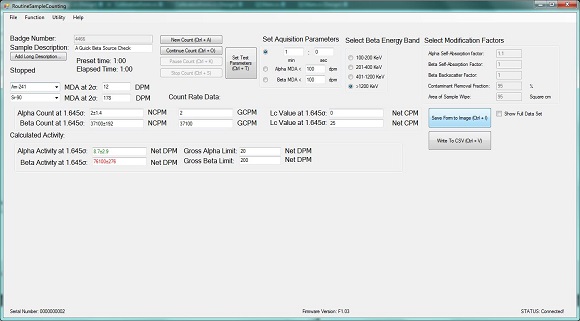 RoutineSampleCounting
File Function Utility Help
Badge Number: 4466
Sample Description: A Quick Beta Source Check
Add Long Description...
Preset time: 1:00
Elapsed Time: 1:00
Stopped
New Count (Ctrl + A)
Continue Count (Ctrl + O)
Pause Count (Ctrl + A)
Stop Count (Ctrl + S)
Set Test Parameters (Ctrl + T)
Set Aquisition Parameters
1 : 0
min sec
Alpha MDA < 100 dpm
Beta MDA < 100 dpm
Select Beta Energy Band
100-200 KeV
201-400 KeV
401-1200 KeV
>1200 KeV
Select Modification Factors
Alpha Self-Absorption Factor: 1.1
Beta Self-Absorption Factor: 1
Beta Backscatter Factor: 1
Contaminant Removal Fraction: 95 %
Area of Sample Wipe: 95 Square cm
Am-241 MDA at 2σ: 12 DPM
Sr-90 MDA at 2σ: 178 DPM
Count Rate Data:
Alpha Count at 1.645σ: 2±1.4 NCPM 2 GCPM Lc Value at 1.645σ: 0 Net CPM
Beta Count at 1.645σ: 37100±192 NCPM 37100 GCPM Lc Value at 1.645σ: 25 Net CPM
Save Form to Image (Ctrl + I)
Show Full Data Set
Write To CSV (Ctrl + V)
Calculated Activity:
Alpha Activity at 1.645σ: Net DPM Gross Alpha Limit: 20 Net DPM
Beta Activity at 1.645σ: 76100±276 Net DPM Gross Beta Limit: 200 Net DPM
Serial Number: 0000000002
Firmware Version: F1.03
STATUS: Connected!